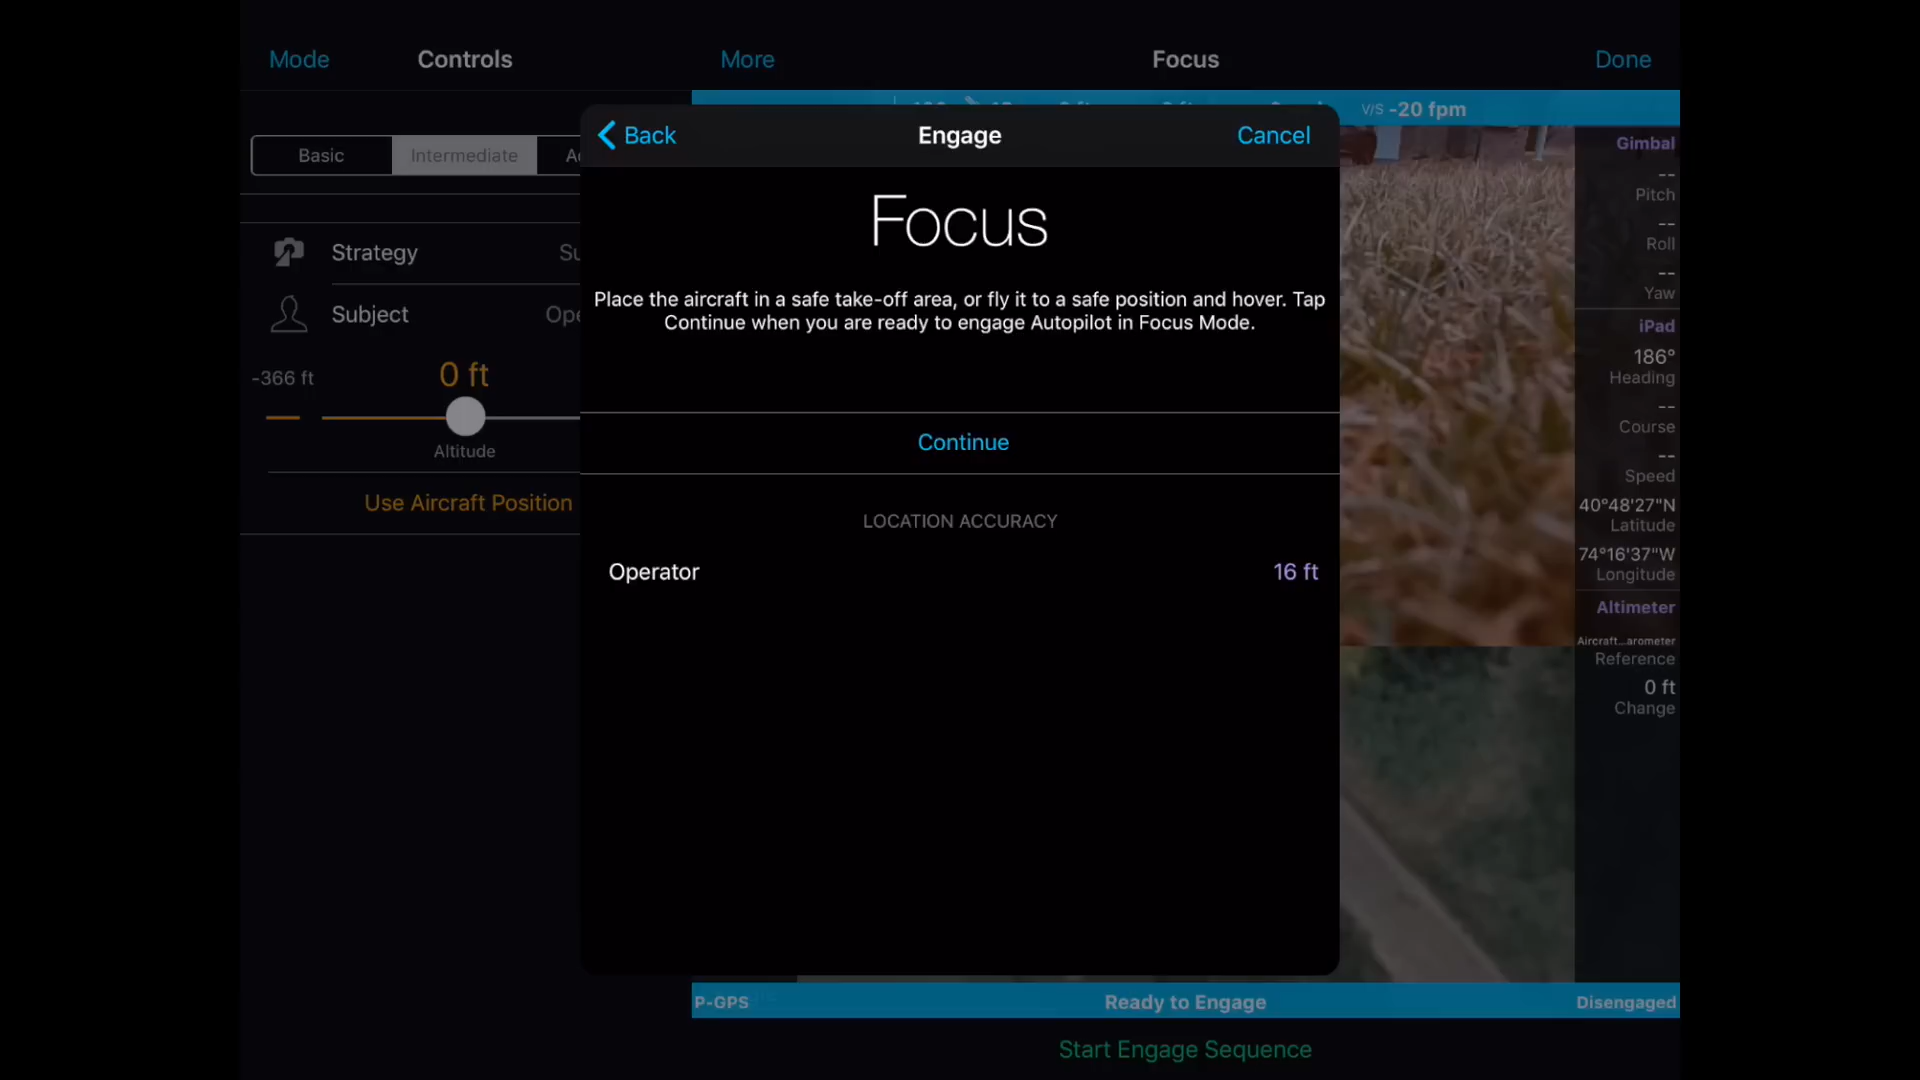 Mode
Controls
More
Focus
Done
V/S -20 fpm
Back
Engage
Cancel
Basic
Intermediate
Focus
Place the aircraft in a safe take-off area, or fly it to a safe position and hover. Tap
Continue when you are ready to engage Autopilot in Focus Mode.
Strategy
Subject
-366 ft
0 ft
Altitude
Use Aircraft Position
Continue
LOCATION ACCURACY
Operator
16 ft
Gimbal
--
Pitch
--
Roll
--
Yaw
iPad
186°
Heading
--
Course
--
Speed
40°48'27"N
Latitude
74°16'37"W
Longitude
Altimeter
Aircraft...arometer
Reference
0 ft
Change
P-GPS
Ready to Engage
Disengaged
Start Engage Sequence